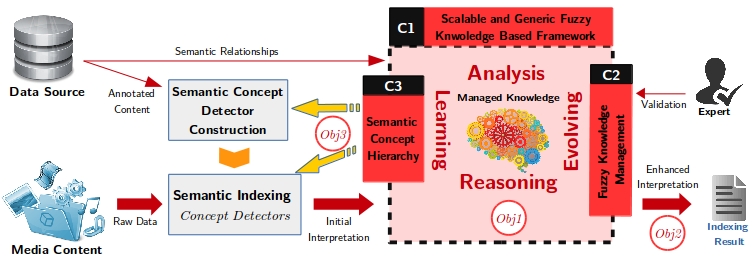 C1
Scalable and Generic Fuzzy
Knwoledge Based Framework
Semantic Relationships
Data Source
Annotated
Content
Semantic Concept
Detector
Construction
Obj3
C3
Semantic
Concept
Hierarchy
Analysis
Managed Knowledge
Learning
Evolving
Reasoning
Obj1
C2
Fuzzy Knowledge
Management
Validation
Expert
Media Content
Raw Data
Semantic Indexing
Concept Detectors
Initial
Interpretation
Enhanced
Interpretation
Obj2
Indexing
Result